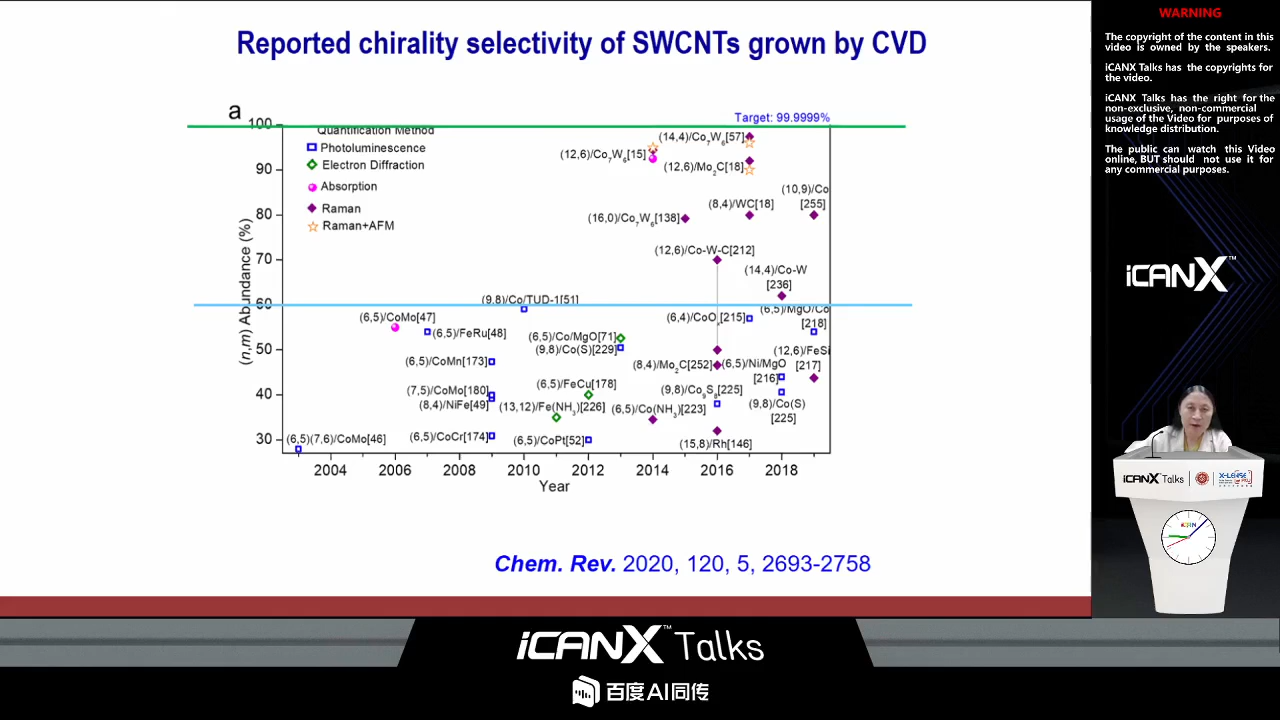 Reported chirality selectivity of SWCNTs grown by CVD
a
Target: 99.9999%
Quantification Method
Photoluminescence
Electron Diffraction
Absorption
Raman
Raman+AFM
(n,m) Abundance (%)
100
90
80
70
60
50
40
30
(14,4)/Co7W6[57]
(12,6)/Co7W6[15]
(12,6)/Mo2C[18]
(10,9)/Co
[255]
(8,4)/WC[18]
(16,0)/Co7W6[138]
(12,6)/Co-W-C[212]
(14,4)/Co-W
[236]
(9,8)/Co/TUD-1[51]
(6,5)/CoMo[47]
(6,4)/CoOx[215]
(6,5)/MgO/Co
[218]
(6,5)/FeRu[48]
(6,5)/Co/MgO[71]
(9,8)/Co(S)[229]
(12,6)/FeSi
[217]
(6,5)/CoMn[173]
(8,4)/Mo2C[252]
(6,5)/Ni/MgO
[216]
(6,5)/FeCu[178]
(7,5)/CoMo[180]
(9,8)/Co9S8[225]
(8,4)/NiFe[49]
(13,12)/Fe(NH3)[226]
(6,5)/Co(NH3)[223]
(9,8)/Co(S)
[225]
(6,5)(7,6)/CoMo[46]
(6,5)/CoCr[174]
(6,5)/CoPt[52]
(15,8)/Rh[146]
2004 2006 2008 2010 2012 2014 2016 2018
Year
Chem. Rev. 2020, 120, 5, 2693-2758
WARNING
The copyright of the content in this
video is owned by the speakers.
iCANX Talks has the copyrights for
the video.
iCANX Talks has the right for the
non-exclusive, non-commercial
usage of the Video for purposes of
knowledge distribution.
The public can watch this Video
online, BUT should not use it for
any commercial purposes.
iCANX™
iCANX Talks
iCANX™ Talks
百度AI同传